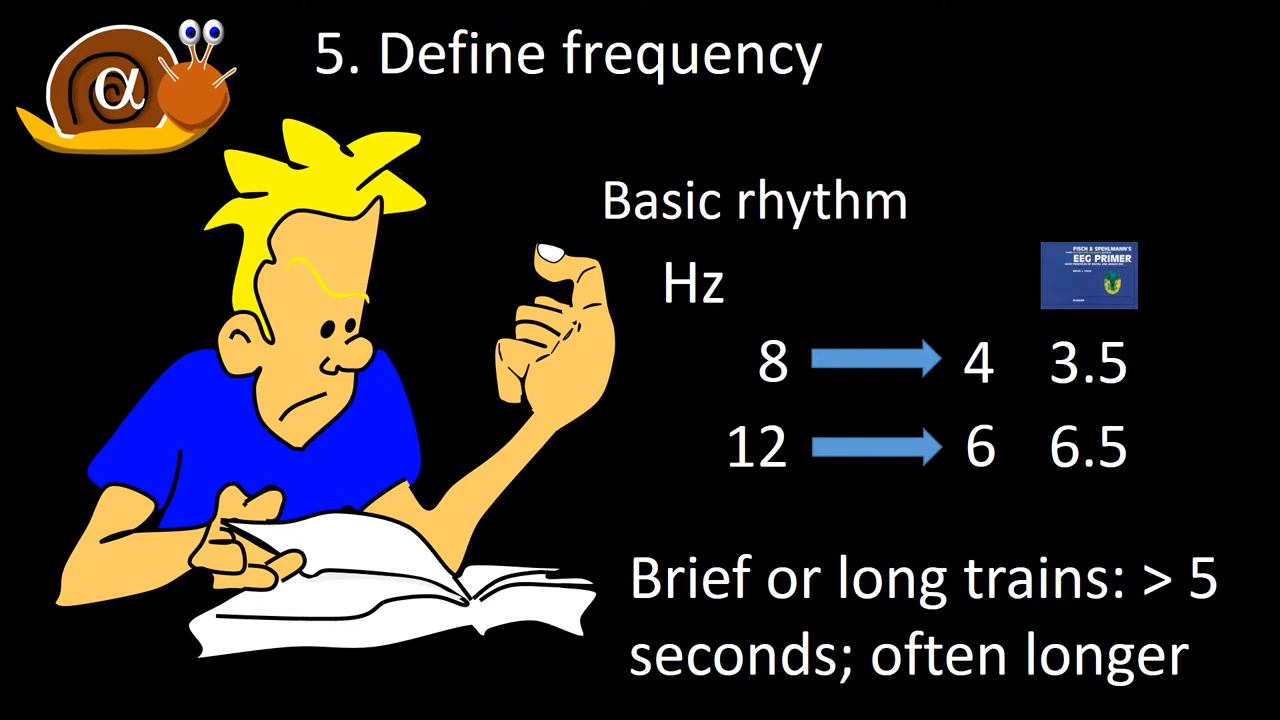 5. Define frequency
α
Basic rhythm
Hz
FISCH & SPEHLMANN'S
EEG PRIMER
8 4 3.5
12 6 6.5
Brief or long trains: > 5
seconds; often longer